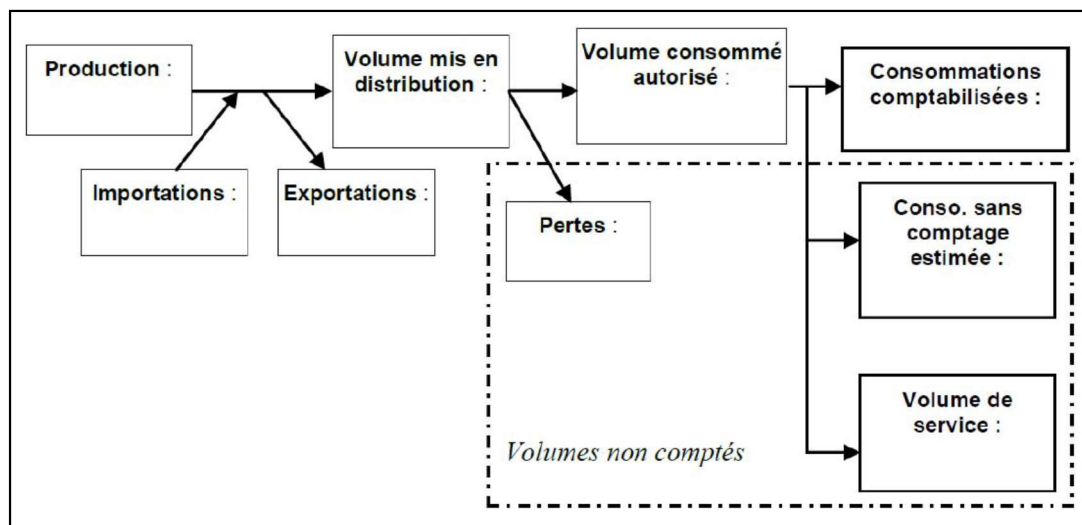 Production :
Volume mis en
distribution :
Volume consommé
autorisé :
Consommations
comptabilisées :
Importations :
Exportations :
Pertes :
Conso. sans
comptage
estimée :
Volume de
service :
Volumes non comptés